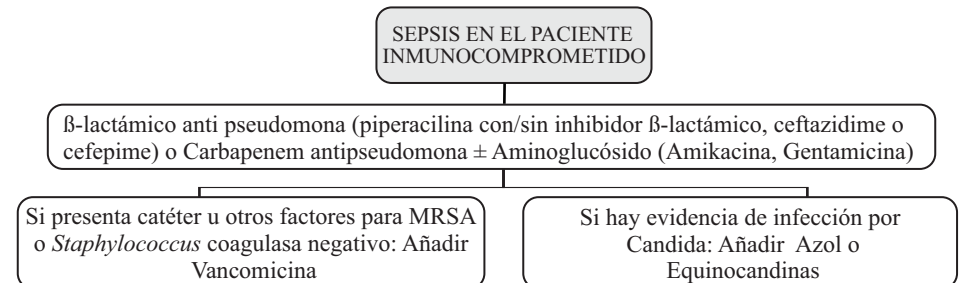 SEPSIS EN EL PACIENTE
INMUNOCOMPROMETIDO
ß-lactámico anti pseudomona (piperacilina con/sin inhibidor ß-lactámico, ceftazidime o
cefepime) o Carbapenem antipseudomona ± Aminoglucósido (Amikacina, Gentamicina)
Si presenta catéter u otros factores para MRSA
o Staphylococcus coagulasa negativo: Añadir
Vancomicina
Si hay evidencia de infección por
Candida: Añadir Azol o
Equinocandinas